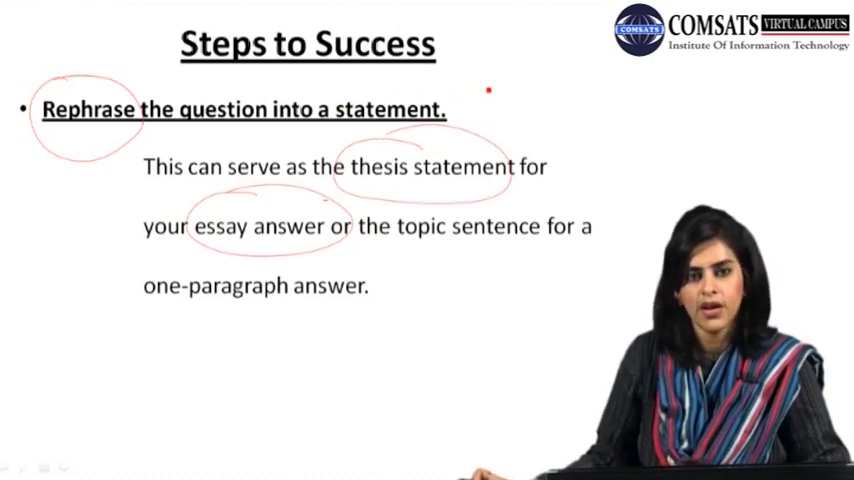 COMSATS
COMSATS VIRTUAL CAMPUS
Institute Of Information Technology
Steps to Success
• Rephrase the question into a statement.
This can serve as the thesis statement for
your essay answer or the topic sentence for a
one-paragraph answer.